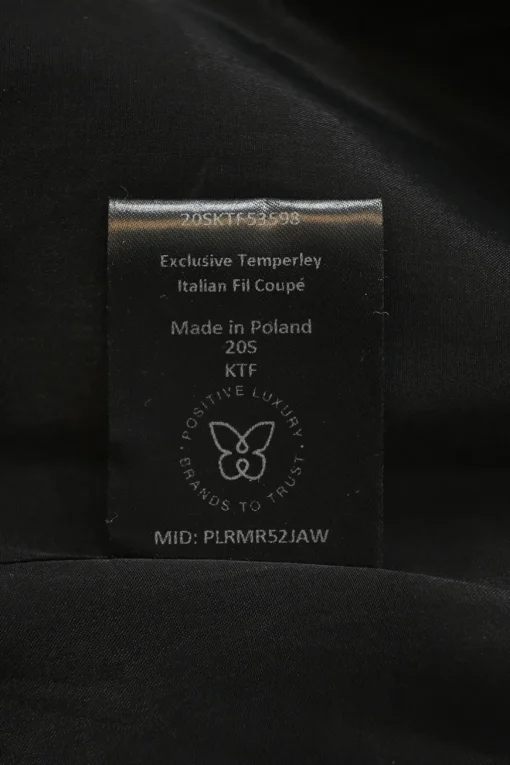 20SKTF53598
Exclusive Temperley
Italian Fil Coupé
Made in Poland
20S
KTF
· POSITIVE LUXURY ·
BRANDS TO TRUST
MID: PLRMR52JAW